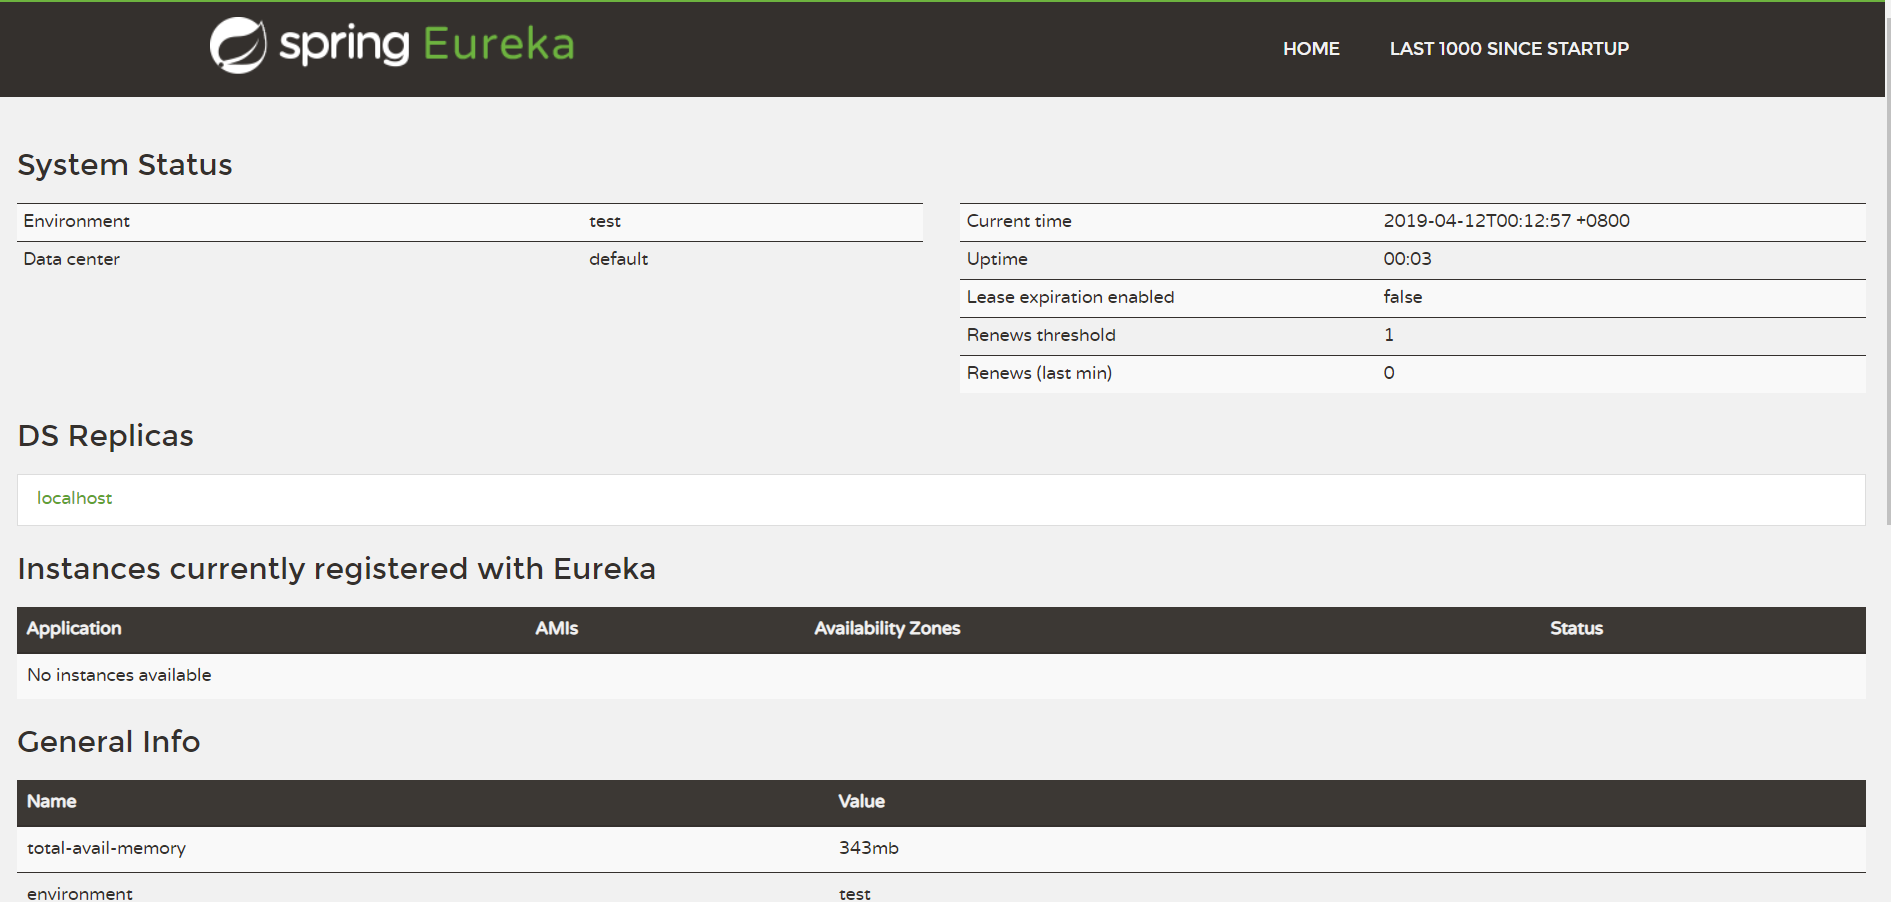 spring Eureka
HOME LAST 1000 SINCE STARTUP
System Status
Environment test
Data center default
Current time 2019-04-12T00:12:57 +0800
Uptime 00:03
Lease expiration enabled false
Renews threshold 1
Renews (last min) 0
DS Replicas
localhost
Instances currently registered with Eureka
Application AMIs Availability Zones Status
No instances available
General Info
Name Value
total-avail-memory 343mb
environment test